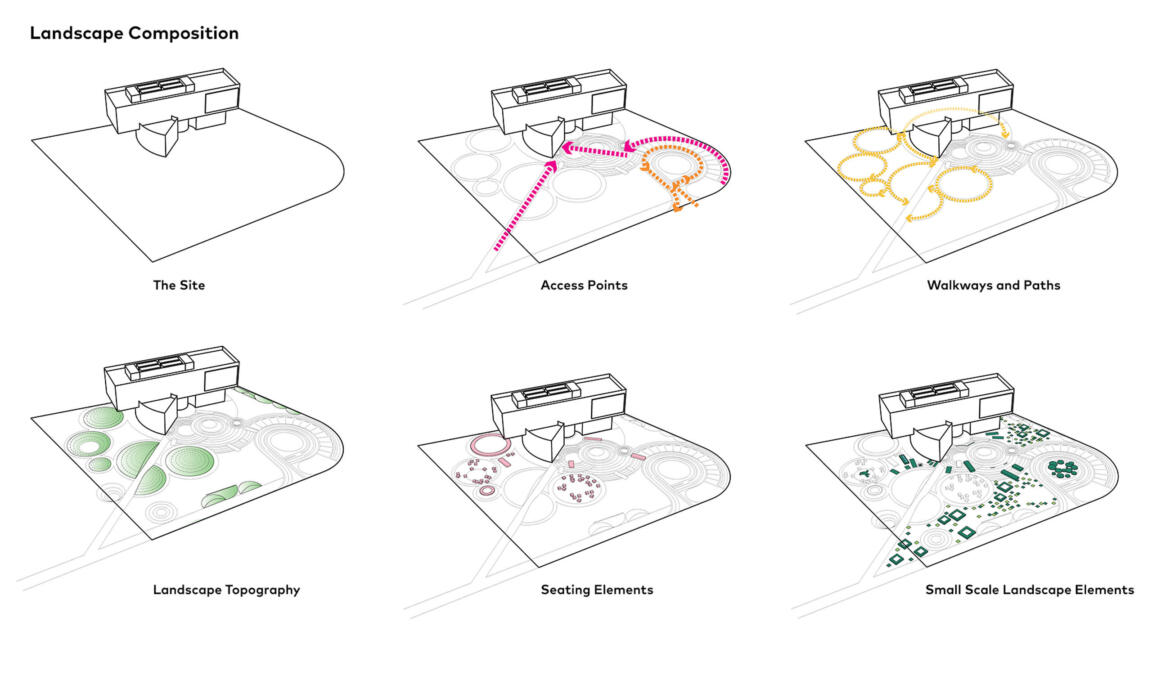 Landscape Composition
The Site
Access Points
Walkways and Paths
Landscape Topography
Seating Elements
Small Scale Landscape Elements